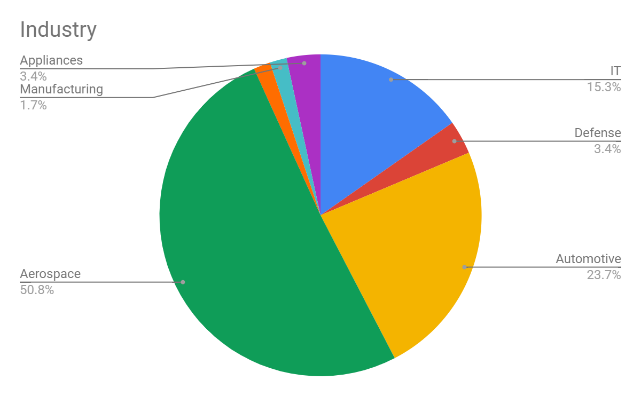 Industry
Appliances
3.4%
Manufacturing
1.7%
Aerospace
50.8%
IT
15.3%
Defense
3.4%
Automotive
23.7%